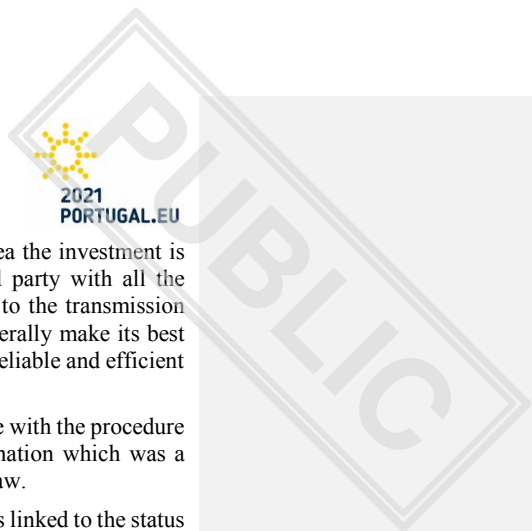 2021
PORTUGAL.EU
ea the investment is
l party with all the
to the transmission
erally make its best
eliable and efficient
e with the procedure
nation which was a
aw.
s linked to the status
PUBLIC